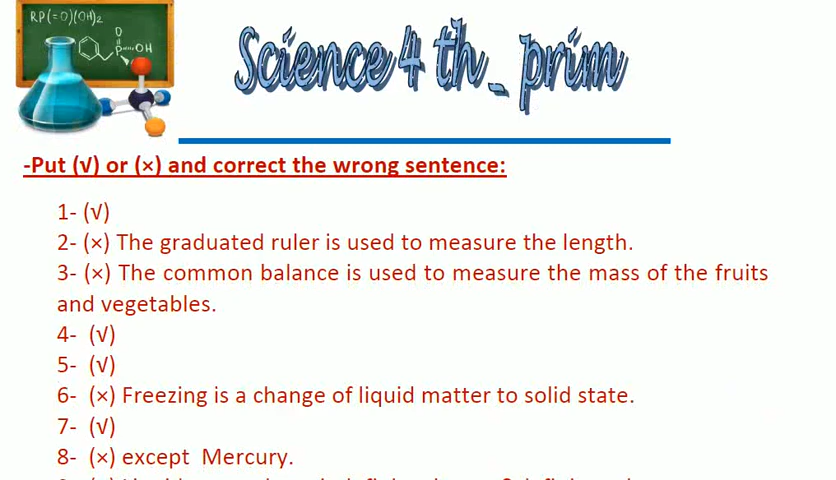 RP(=O)(OH)2
O
P
OH
Science 4 th_ prim
-Put (√) or (×) and correct the wrong sentence:
1- (√)
2- (×) The graduated ruler is used to measure the length.
3- (×) The common balance is used to measure the mass of the fruits
and vegetables.
4- (√)
5- (√)
6- (×) Freezing is a change of liquid matter to solid state.
7- (√)
8- (×) except Mercury.